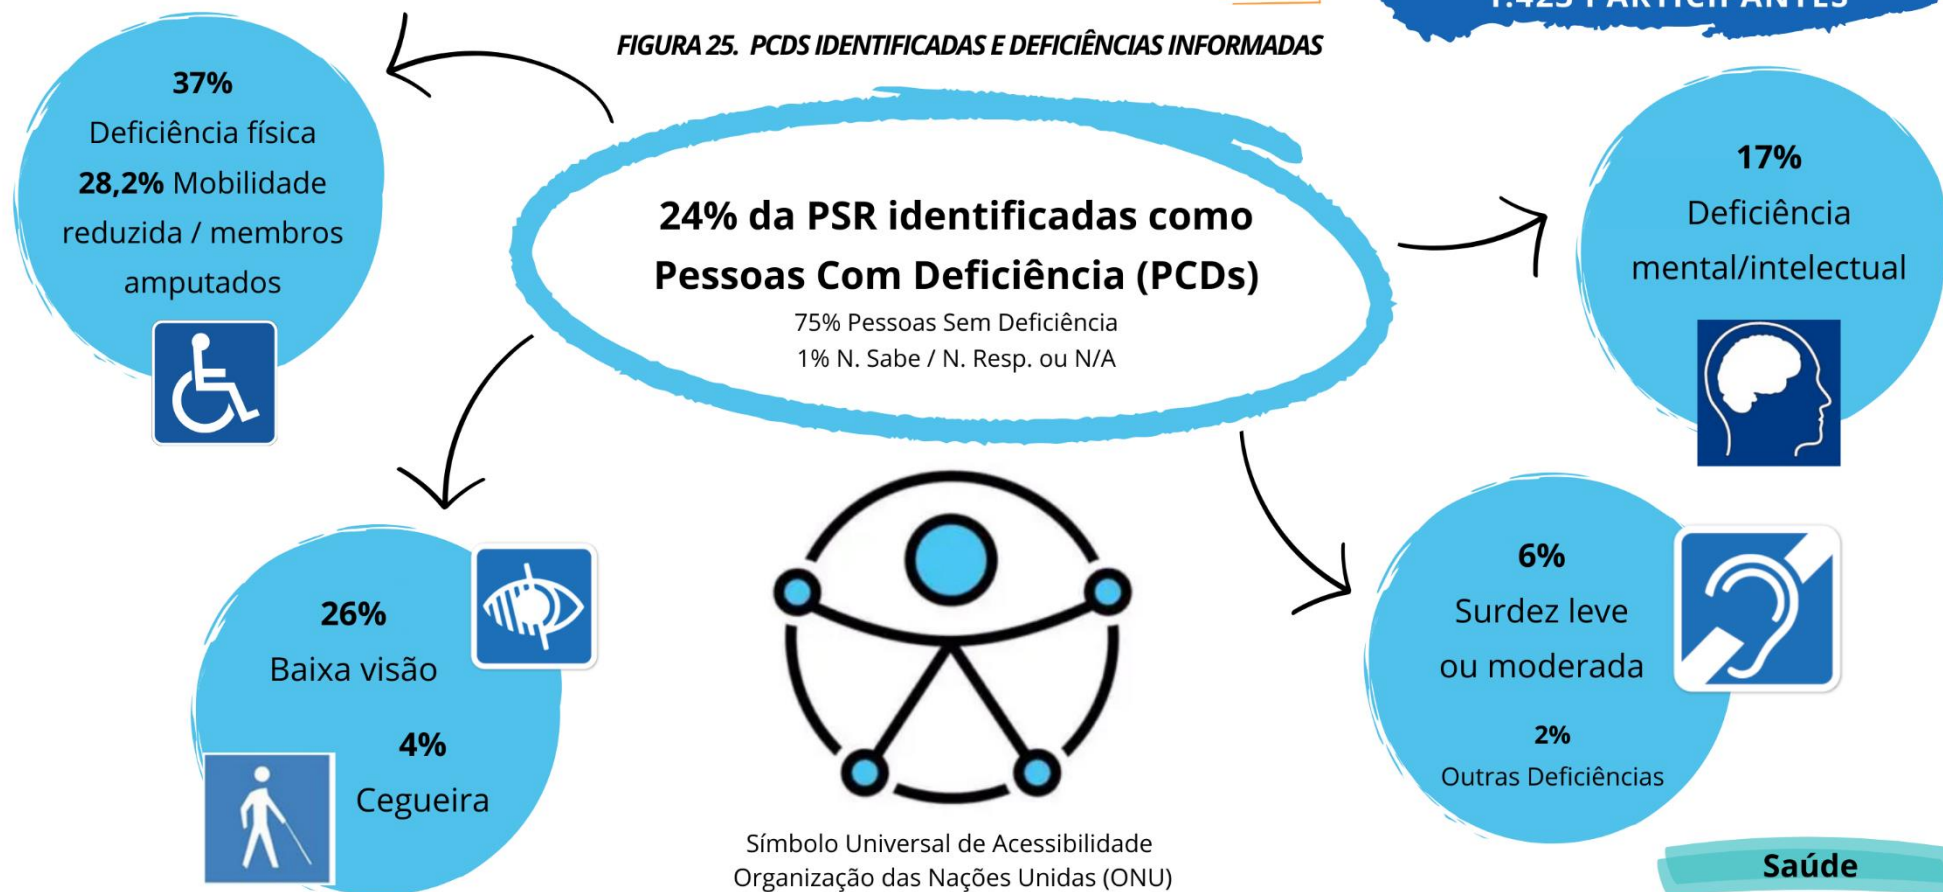 1.423 PARTICIPANTES
FIGURA 25. PCDS IDENTIFICADAS E DEFICIÊNCIAS INFORMADAS
37%
Deficiência física
28,2% Mobilidade
reduzida / membros
amputados
24% da PSR identificadas como
Pessoas Com Deficiência (PCDs)
75% Pessoas Sem Deficiência
1% N. Sabe / N. Resp. ou N/A
17%
Deficiência
mental/intelectual
26%
Baixa visão
4%
Cegueira
6%
Surdez leve
ou moderada
2%
Outras Deficiências
Símbolo Universal de Acessibilidade
Organização das Nações Unidas (ONU)
Saúde